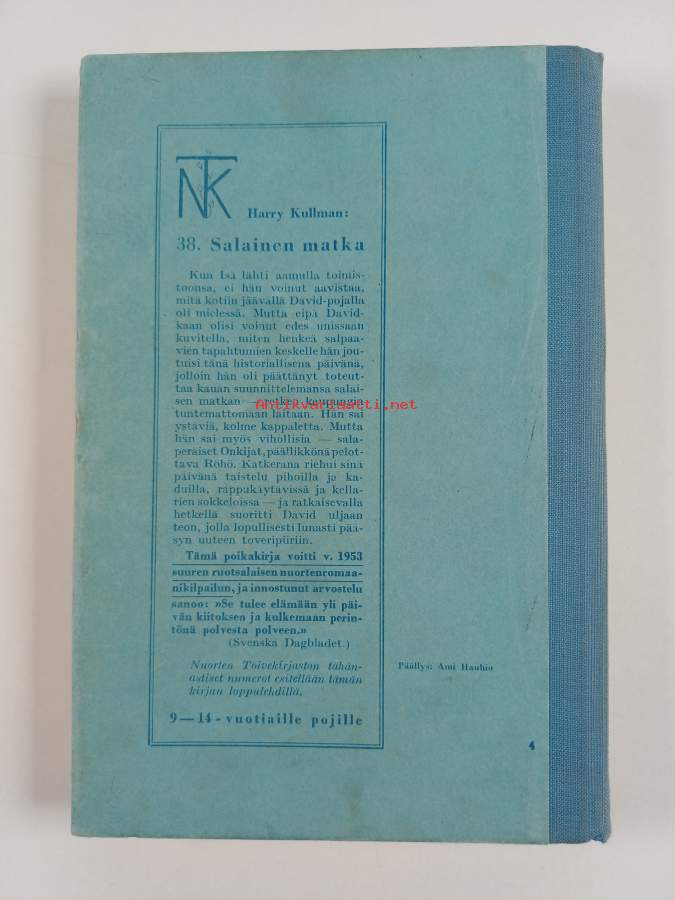 NTK
Harry Kullman:
38. Salainen matka
Kun Isä lähti aamulla toimis-
toonsa, ei hän voinut aavistaa,
mitä kotiin jäävällä David-pojalla
oli mielessä. Mutta eipä David-
kaan olisi voinut edes unissaan
kuvitella, miten henkeä salpaa-
vien tapahtumien keskelle hän jou-
tuisi tänä historiallisena päivänä,
jolloin hän oli päättänyt toteut-
taa kauan suunnittelemansa salai-
sen matkan — retken kaupungin
Antikvariaatti.net
tuntemattomaan laitaan. Hän sai
ystäviä, kolme kappaletta. Mutta
hän sai myös vihollisia — sala-
peräiset Onkijat, päällikkönä pelot-
tava Röhö. Katkerana riehui sinä
päivänä taistelu pihoilla ja ka-
duilla, rappukäytävissä ja kella-
rien sokkeloissa — ja ratkaisevalla
hetkellä suoritti David uljaan
teon, jolla lopullisesti lunasti pää-
syn uuteen toveripiiriin.
Tämä poikakirja voitti v. 1953
suuren ruotsalaisen nuortenromaa-
nikilpailun, ja innostunut arvostelu
sanoo: »Se tulee elämään yli päi-
vän kiitoksen ja kulkemaan perin-
tönä polvesta polveen.»
(Svenska Dagbladet.)
Nuorten Toivekirjaston tähän-
astiset numerot esitellään tämän
kirjan loppulehdillä.
9—14-vuotiaille pojille
Päällys: Ami Hauhio
4